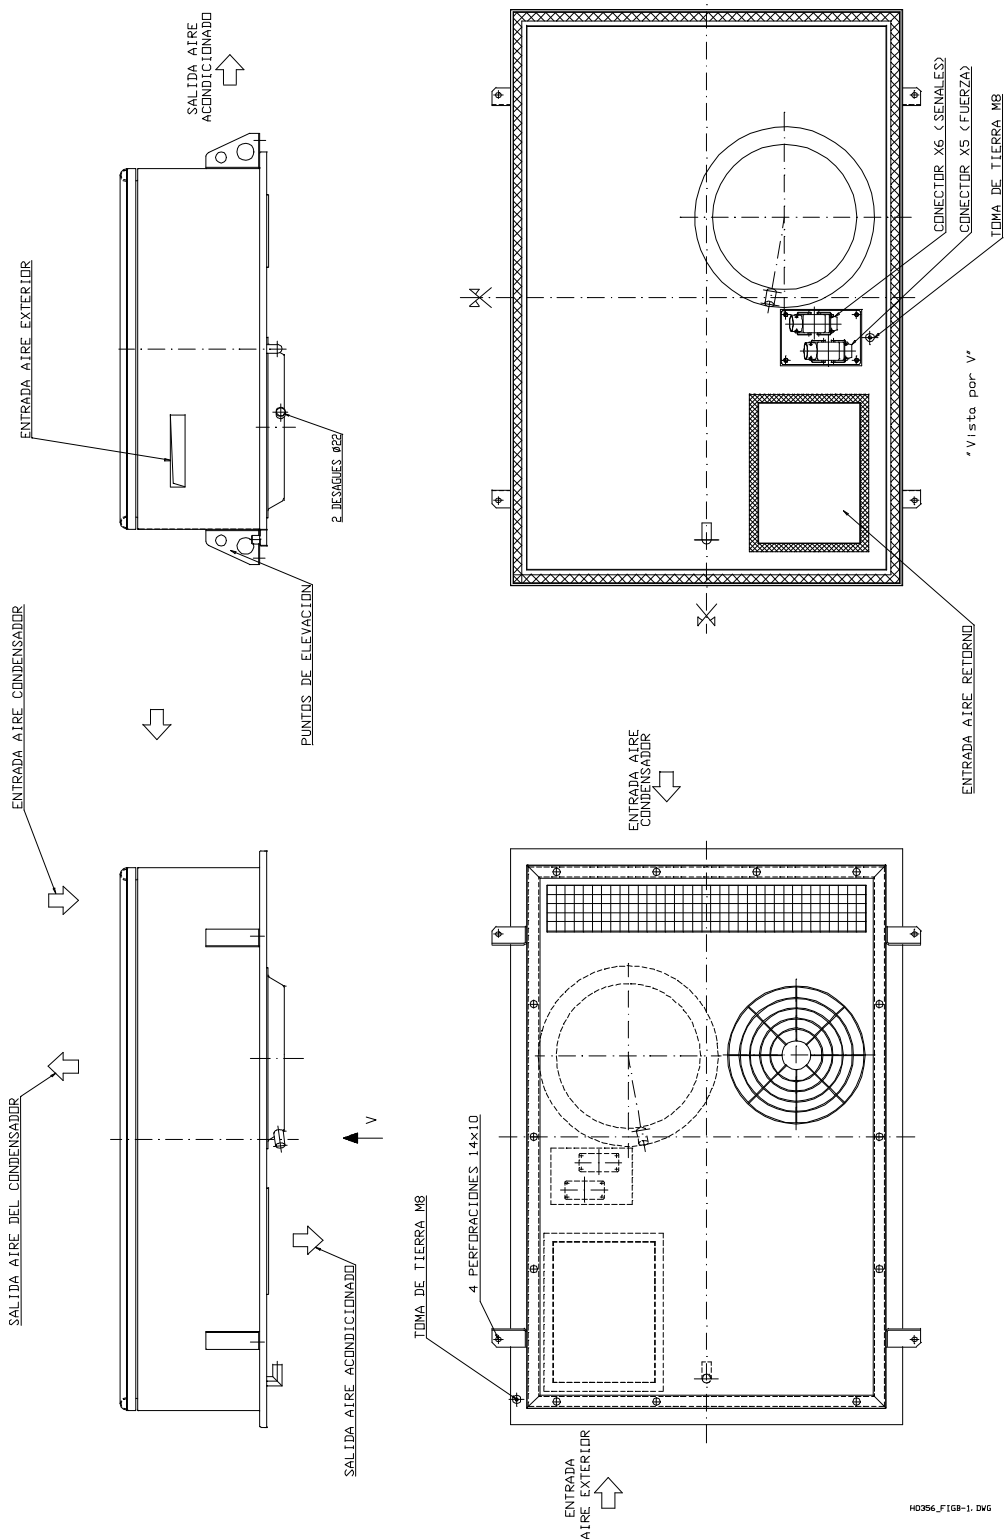 SALIDA AIRE
ACONDICIONADO
ENTRADA AIRE EXTERIOR
2 DESAGUES ø22
PUNTOS DE ELEVACION
ENTRADA AIRE CONDENSADOR
SALIDA AIRE DEL CONDENSADOR
V
SALIDA AIRE ACONDICIONADO
CONECTOR X6 (SENALES)
CONECTOR X5 (FUERZA)
TOMA DE TIERRA M8
"Vista por V"
ENTRADA AIRE RETORNO
ENTRADA AIRE
CONDENSADOR
4 PERFORACIONES 14x10
TOMA DE TIERRA M8
ENTRADA
AIRE EXTERIOR
HD356_FIG8-1.DWG